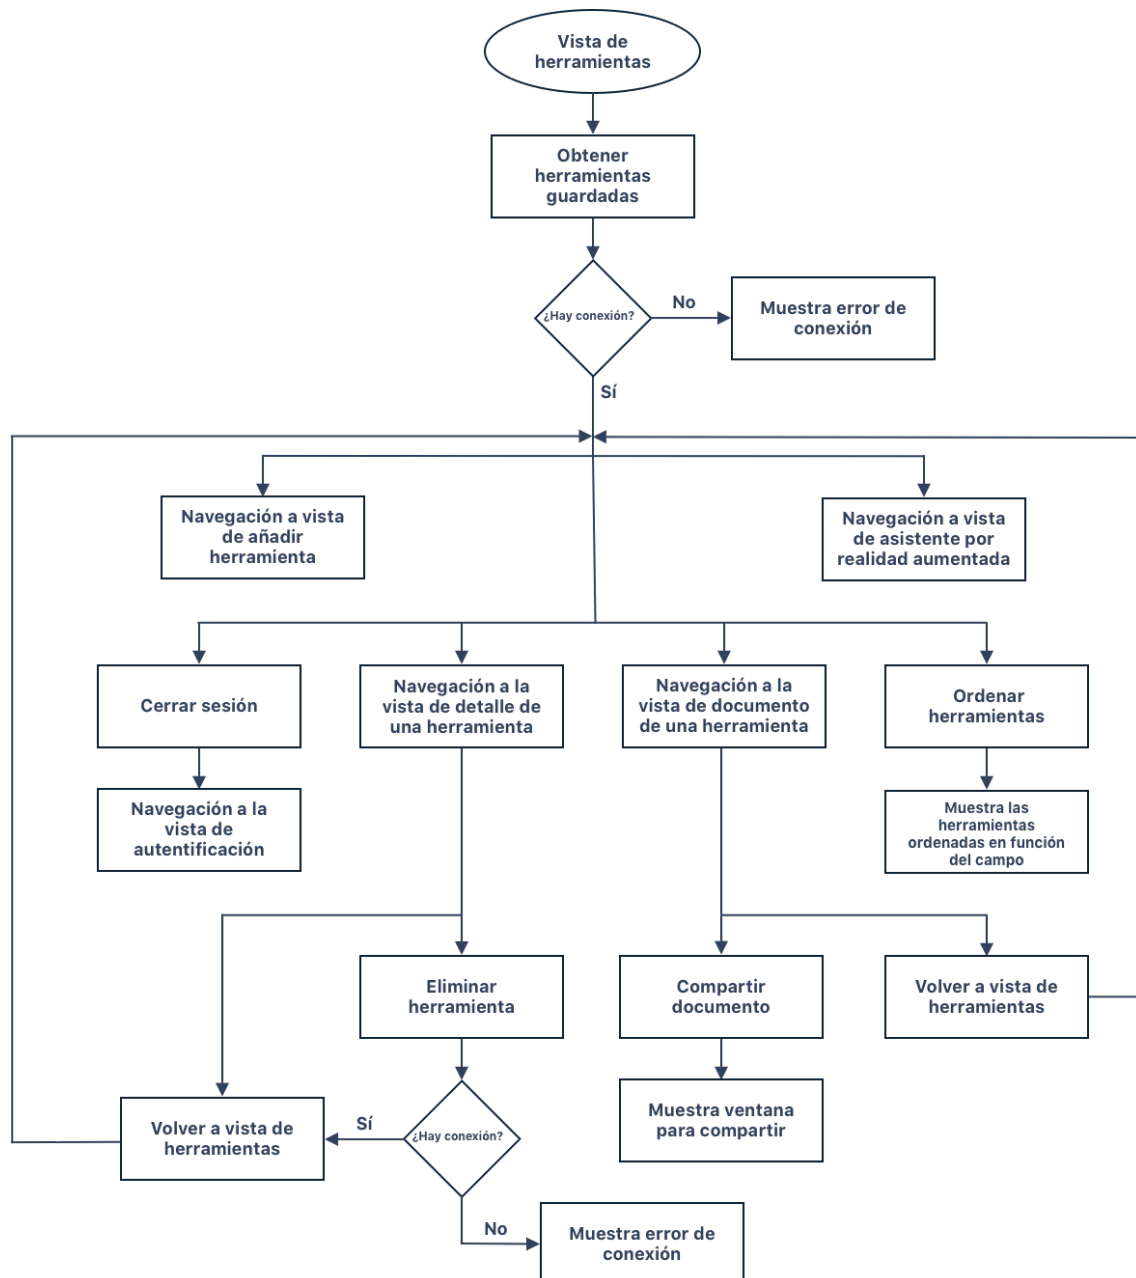 Vista de
herramientas
Obtener
herramientas
guardadas
¿Hay conexión?
No
Muestra error de
conexión
Sí
Navegación a vista
de añadir
herramienta
Navegación a vista
de asistente por
realidad aumentada
Cerrar sesión
Navegación a la
vista de detalle de
una herramienta
Navegación a la
vista de documento
de una herramienta
Ordenar
herramientas
Navegación a la
vista de
autentificación
Muestra las
herramientas
ordenadas en función
del campo
Eliminar
herramienta
Compartir
documento
Volver a vista de
herramientas
Volver a vista de
herramientas
Sí
¿Hay conexión?
Muestra ventana
para compartir
No
Muestra error de
conexión